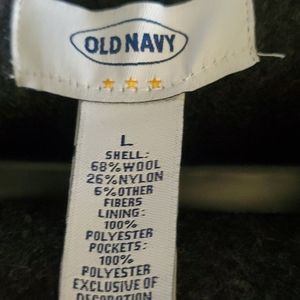 OLD NAVY
L
SHELL:
68% WOOL
26% NYLON
6% OTHER
FIBERS
LINING:
100%
POLYESTER
POCKETS:
100%
POLYESTER
EXCLUSIVE OF
DECORATION